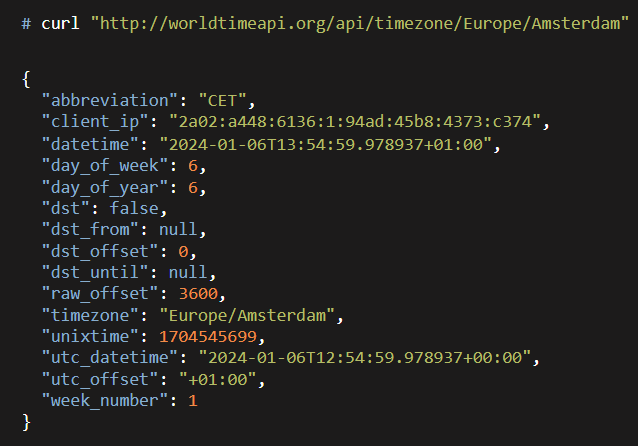 # curl "http://worldtimeapi.org/api/timezone/Europe/Amsterdam"
{
  "abbreviation": "CET",
  "client_ip": "2a02:a448:6136:1:94ad:45b8:4373:c374",
  "datetime": "2024-01-06T13:54:59.978937+01:00",
  "day_of_week": 6,
  "day_of_year": 6,
  "dst": false,
  "dst_from": null,
  "dst_offset": 0,
  "dst_until": null,
  "raw_offset": 3600,
  "timezone": "Europe/Amsterdam",
  "unixtime": 1704545699,
  "utc_datetime": "2024-01-06T12:54:59.978937+00:00",
  "utc_offset": "+01:00",
  "week_number": 1
}